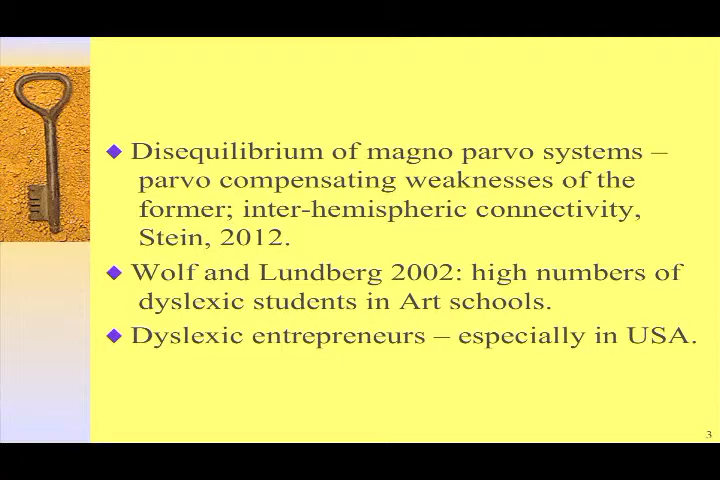 Disequilibrium of magno parvo systems –
parvo compensating weaknesses of the
former; inter-hemispheric connectivity,
Stein, 2012.
Wolf and Lundberg 2002: high numbers of
dyslexic students in Art schools.
Dyslexic entrepreneurs – especially in USA.
3